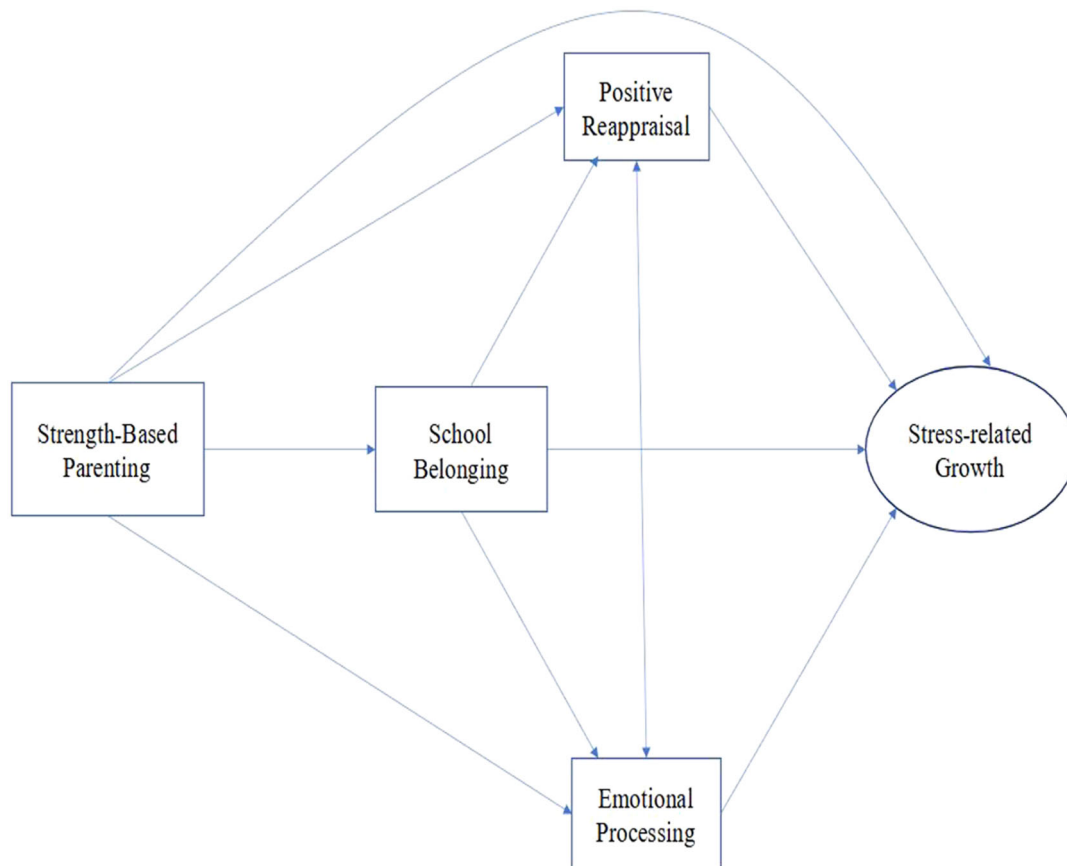 Positive
Reappraisal
Strength-Based
Parenting
School
Belonging
Stress-related
Growth
Emotional
Processing